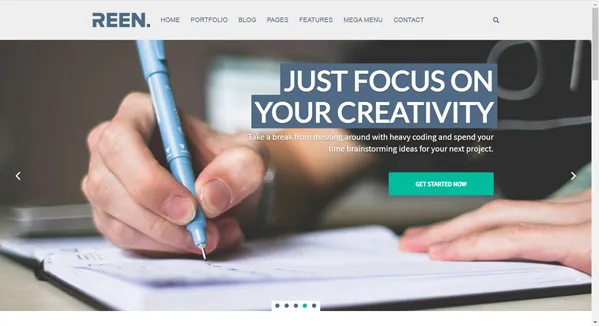 REEN.
HOME PORTFOLIO BLOG PAGES FEATURES MEGA MENU CONTACT
JUST FOCUS ON
YOUR CREATIVITY
Take a break from messing around with heavy coding and spend your
time brainstorming ideas for your next project.
GET STARTED NOW